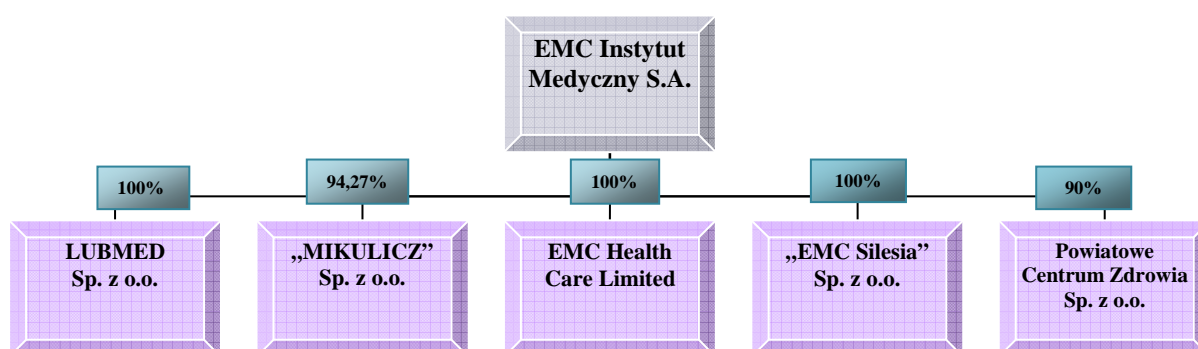 EMC Instytut
Medyczny S.A.
100%
94,27%
100%
100%
90%
LUBMED
Sp. z o.o.
„MIKULICZ”
Sp. z o.o.
EMC Health
Care Limited
„EMC Silesia”
Sp. z o.o.
Powiatowe
Centrum Zdrowia
Sp. z o.o.